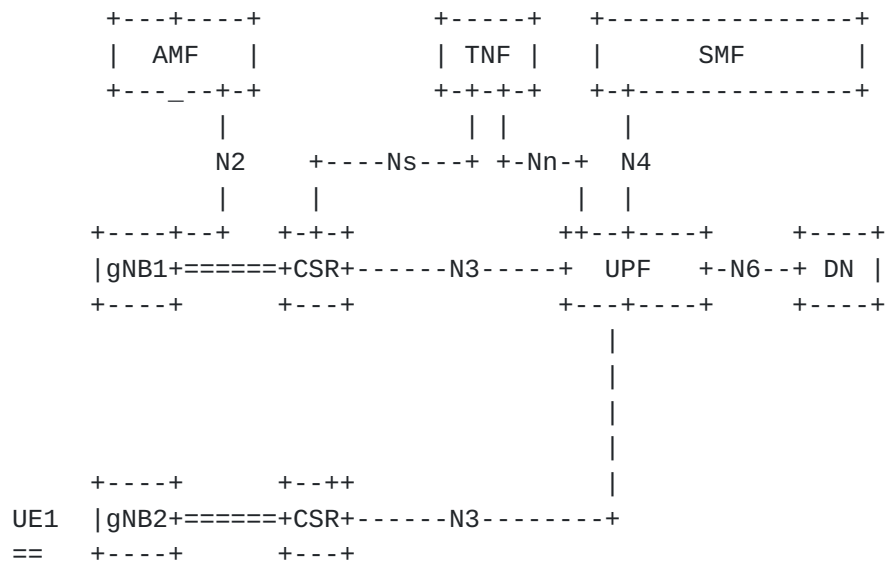 +---+----+            +-----+   +----------------+
|  AMF   |            | TNF |   |      SMF       |
+---_--+-+            +-+-+-+   +-+--------------+
|                | |       |
N2      +----Ns---+ +-Nn-+  N4
|     |                 |  |
+----+--+   +-+-+             ++--+----+     +----+
|gNB1+======+CSR+------N3-----+  UPF   +-N6--+ DN |
+----+      +---+             +---+----+     +----+
|
|
|
|
+----+      +--++                |
UE1  |gNB2+======+CSR+------N3--------+
==   +----+      +---+